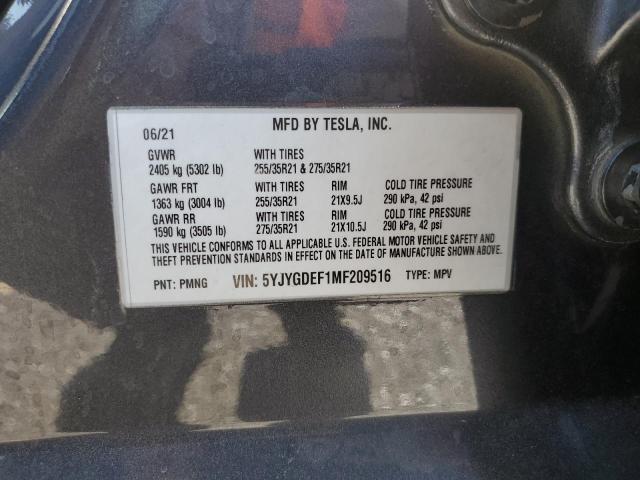 MFD BY TESLA, INC.
06/21
GVWR WITH TIRES
2405 kg (5302 lb) 255/35R21 & 275/35R21
GAWR FRT WITH TIRES RIM COLD TIRE PRESSURE
1363 kg (3004 lb) 255/35R21 21X9.5J 290 kPa, 42 psi
GAWR RR WITH TIRES RIM COLD TIRE PRESSURE
1590 kg (3505 lb) 275/35R21 21X10.5J 290 kPa, 42 psi
THIS VEHICLE CONFORMS TO ALL APPLICABLE U.S. FEDERAL MOTOR VEHICLE SAFETY AND
THEFT PREVENTION STANDARDS IN EFFECT ON THE DATE OF MANUFACTURE SHOWN ABOVE.
PNT: PMNG VIN: 5YJYGDEF1MF209516 TYPE: MPV